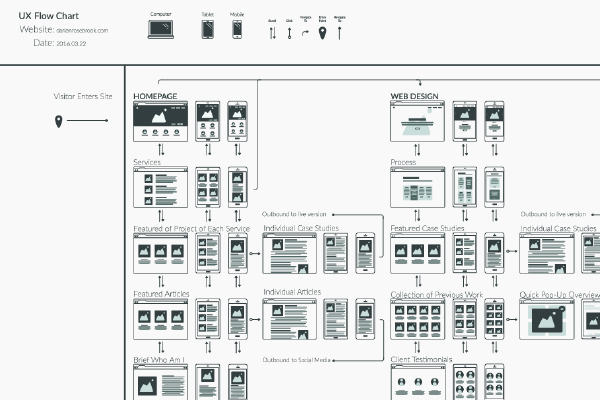 UX Flow Chart
Website: danienrosebrook.com
Date: 2016.03.22
Computer
Tablet
Mobile
Scroll
Click
Navigate To
Enter Point
Navigate To
Visitor Enters Site
HOMEPAGE
WEB DESIGN
Services
Process
Outbound to live version
Outbound to live version
Featured of Project of Each Service
Individual Case Studies
Featured Case Studies
Individual Case Studies
Featured Articles
Individual Articles
Collection of Previous Work
Quick Pop-Up Overview
Brief Who Am I
Outbound to Social Media
Client Testimonials